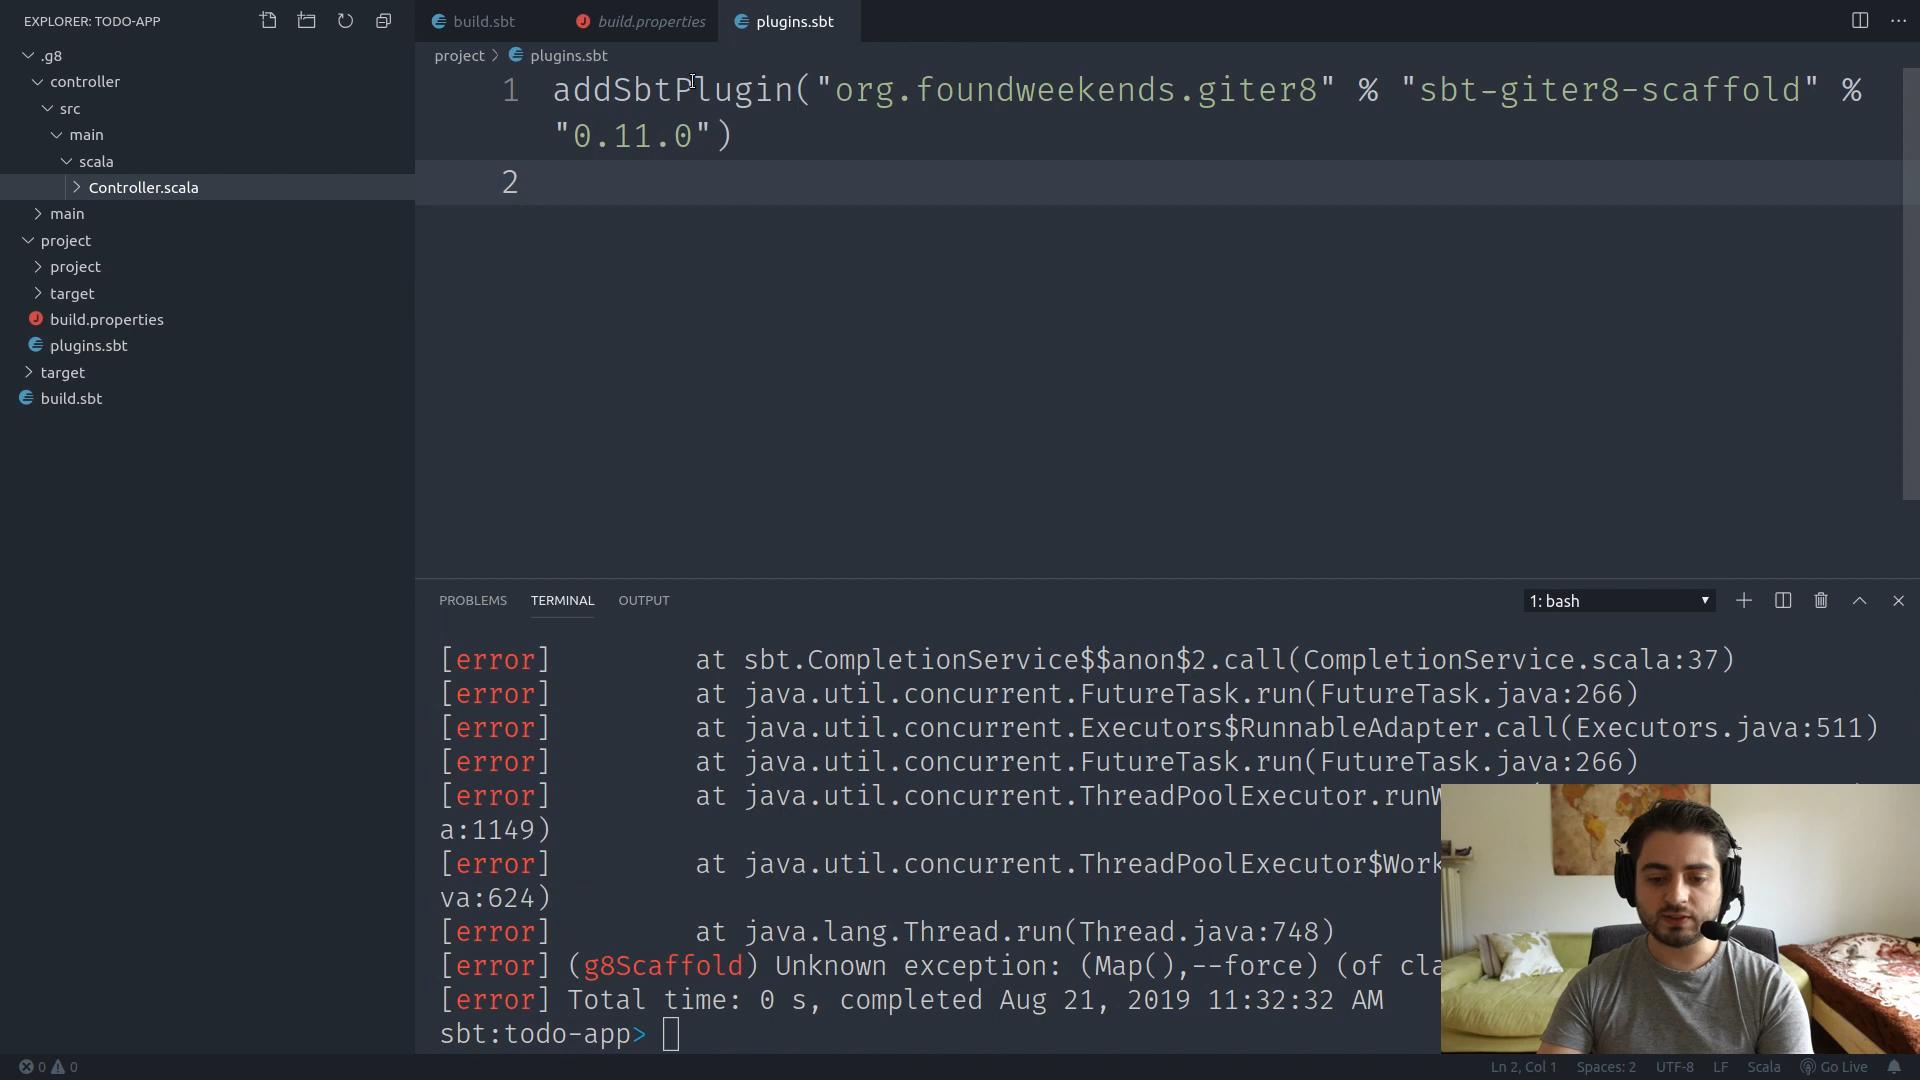 EXPLORER: TODO-APP
build.sbt
build.properties
plugins.sbt
.g8
controller
src
main
scala
Controller.scala
main
project
project
target
build.properties
plugins.sbt
target
build.sbt
project > plugins.sbt
1 addSbtPlugin("org.foundweekends.giter8" % "sbt-giter8-scaffold" %
"0.11.0")
2
PROBLEMS TERMINAL OUTPUT
1: bash
[error] at sbt.CompletionService$$anon$2.call(CompletionService.scala:37)
[error] at java.util.concurrent.FutureTask.run(FutureTask.java:266)
[error] at java.util.concurrent.Executors$RunnableAdapter.call(Executors.java:511)
[error] at java.util.concurrent.FutureTask.run(FutureTask.java:266)
[error] at java.util.concurrent.ThreadPoolExecutor.runW
a:1149)
[error] at java.util.concurrent.ThreadPoolExecutor$Work
va:624)
[error] at java.lang.Thread.run(Thread.java:748)
[error] (g8Scaffold) Unknown exception: (Map(),--force) (of cla
[error] Total time: 0 s, completed Aug 21, 2019 11:32:32 AM
sbt:todo-app>
0 0
Ln 2, Col 1 Spaces: 2 UTF-8 LF Scala Go Live